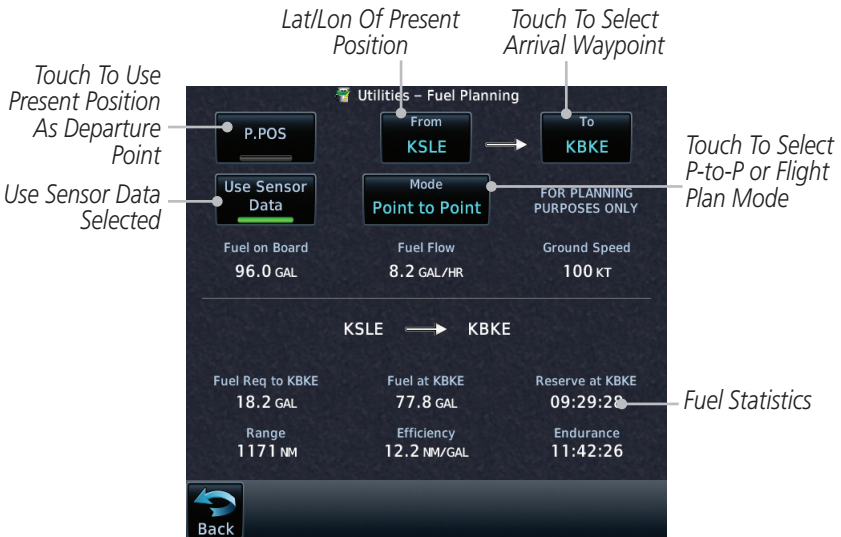 Lat/Lon Of Present
Position
Touch To Select
Arrival Waypoint
Touch To Use
Present Position
As Departure
Point
Use Sensor Data
Selected
Touch To Select
P-to-P or Flight
Plan Mode
Fuel Statistics
Utilities – Fuel Planning
P.POS
From
KSLE
To
KBKE
Use Sensor
Data
Mode
Point to Point
FOR PLANNING
PURPOSES ONLY
Fuel on Board
Fuel Flow
Ground Speed
96.0 GAL
8.2 GAL/HR
100 KT
KSLE
KBKE
Fuel Req to KBKE
Fuel at KBKE
Reserve at KBKE
18.2 GAL
77.8 GAL
09:29:28
Range
Efficiency
Endurance
1171 NM
12.2 NM/GAL
11:42:26
Back